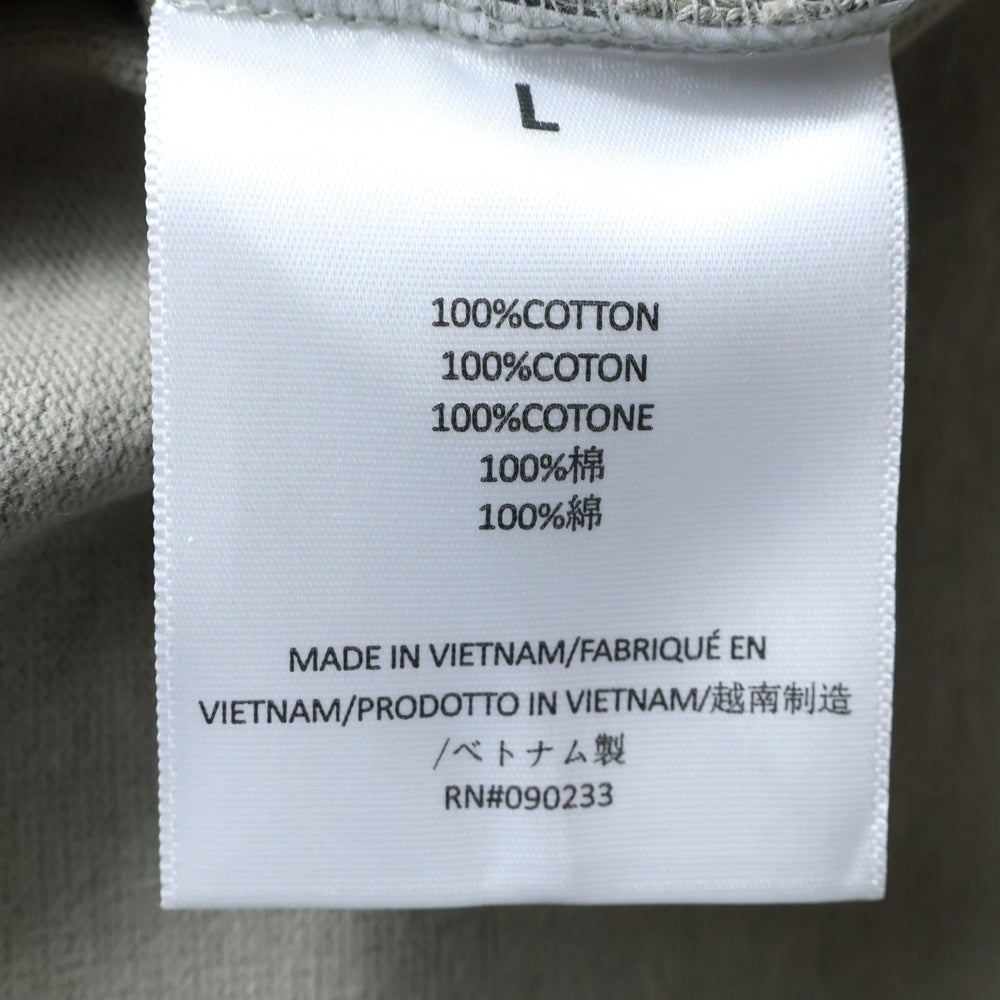 L
100%COTTON
100%COTON
100%COTONE
100%棉
100%綿
MADE IN VIETNAM/FABRIQUÉ EN
VIETNAM/PRODOTTO IN VIETNAM/越南制造
/ベトナム製
RN#090233